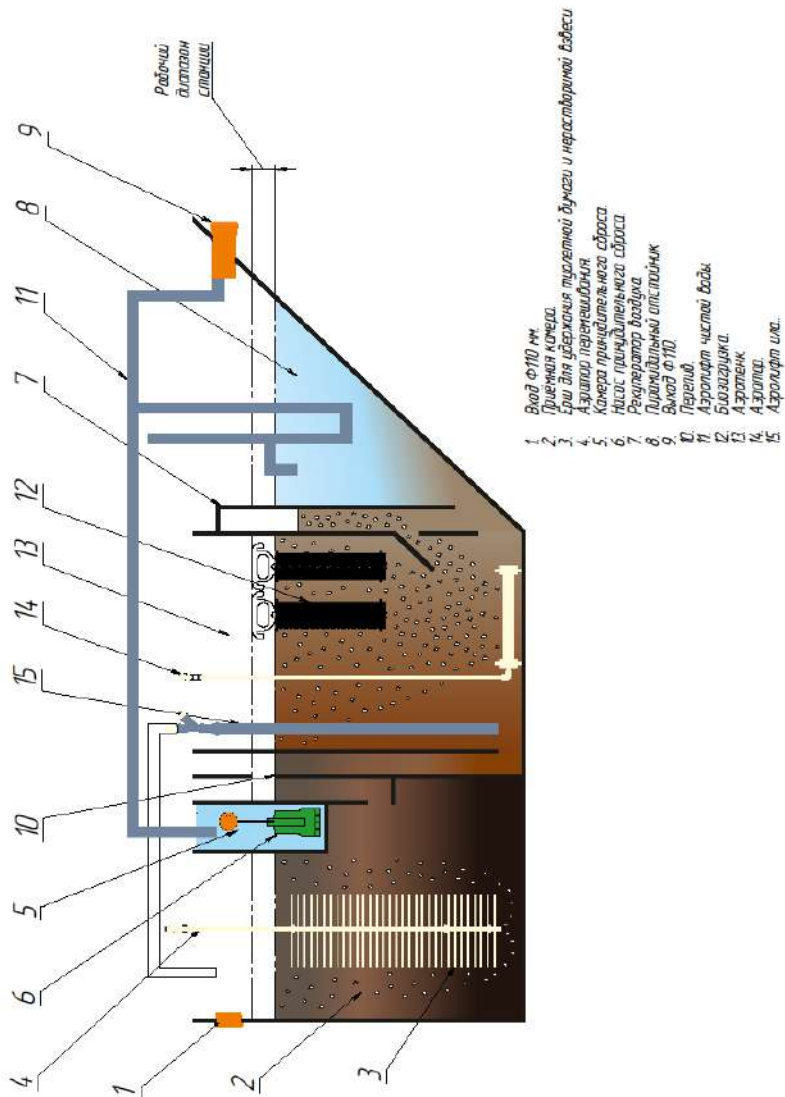 Рабочий
диапазон
станции
9
8
11
7
12
13
14
15
10
5
6
4
1
2
3
1. Вход Ф110 мм.
2. Приёмная камера.
3. Ерш для удержания туалетной бумаги и нерастворимой взвеси
4. Аэратор перемешивания.
5. Камера принудительного сброса.
6. Насос принудительного сброса.
7. Рекуператор воздуха
8. Пирамидальный отстойник
9. Выход Ф110.
10. Перелив.
11. Аэролифт чистой воды.
12. Биозагрузка.
13. Аэротенк.
14. Аэратор.
15. Аэролифт ила.